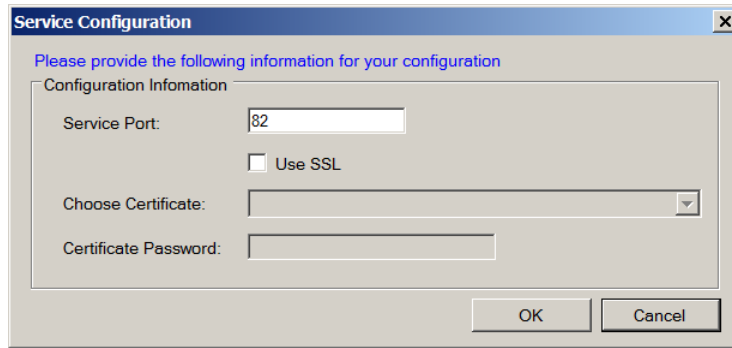 Service Configuration
Please provide the following information for your configuration
Configuration Infomation
Service Port: 82
Use SSL
Choose Certificate:
Certificate Password:
OK Cancel